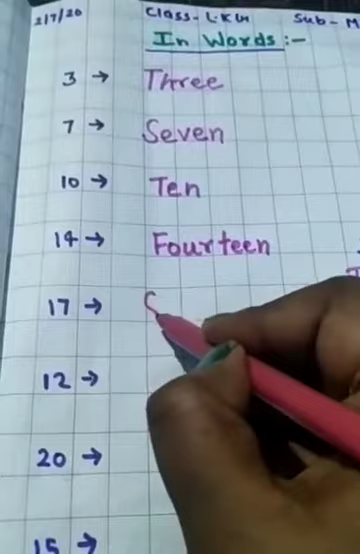 2/7/20 Class- L.K.G Sub- M
In Words:-
3 → Three
7 → Seven
10 → Ten
14 → Fourteen
17 → S
12 →
20 →
15 →